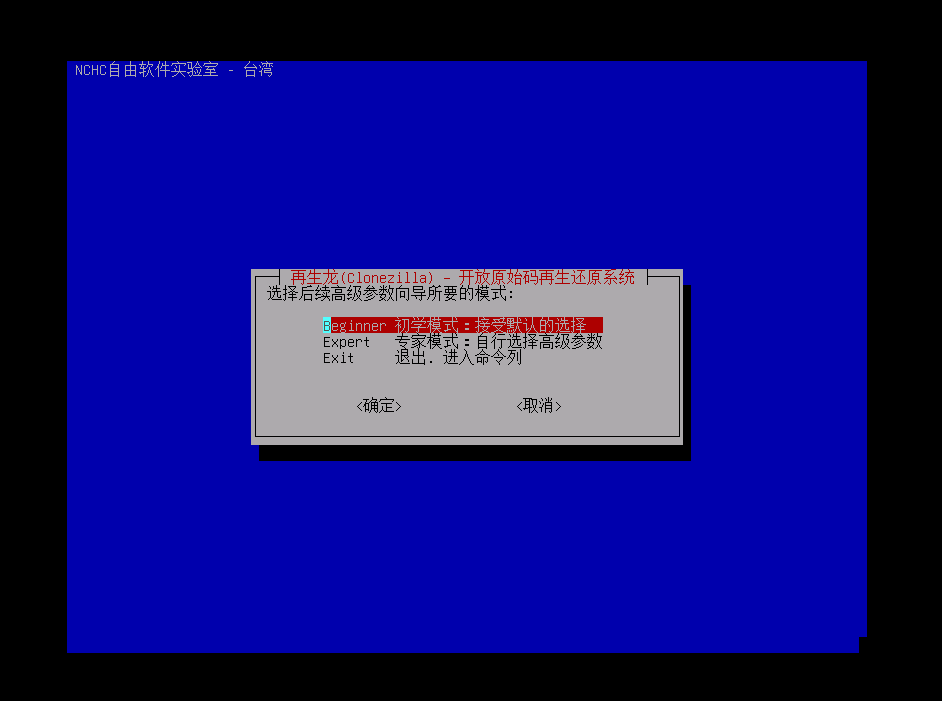 NCHC自由软件实验室 - 台湾
再生龙(Clonezilla) - 开放原始码再生还原系统
选择后续高级参数向导所要的模式:
Beginner 初学模式：接受默认的选择
Expert 专家模式：自行选择高级参数
Exit 退出. 进入命令列
<确定> <取消>